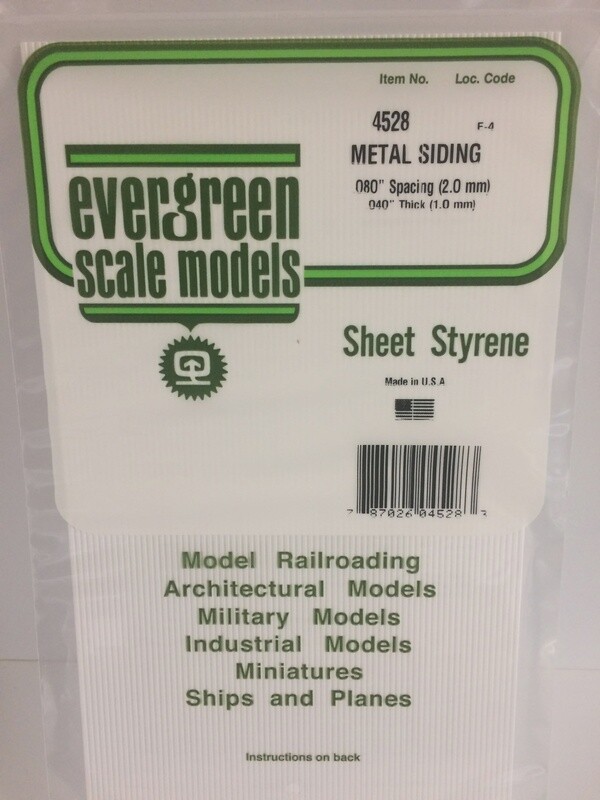 Item No. Loc. Code
4528 F-4
METAL SIDING
.080" Spacing (2.0 mm)
.040" Thick (1.0 mm)
evergreen
scale models
Sheet Styrene
Made in U.S.A
7 87026 04528 3
Model Railroading
Architectural Models
Military Models
Industrial Models
Miniatures
Ships and Planes
Instructions on back